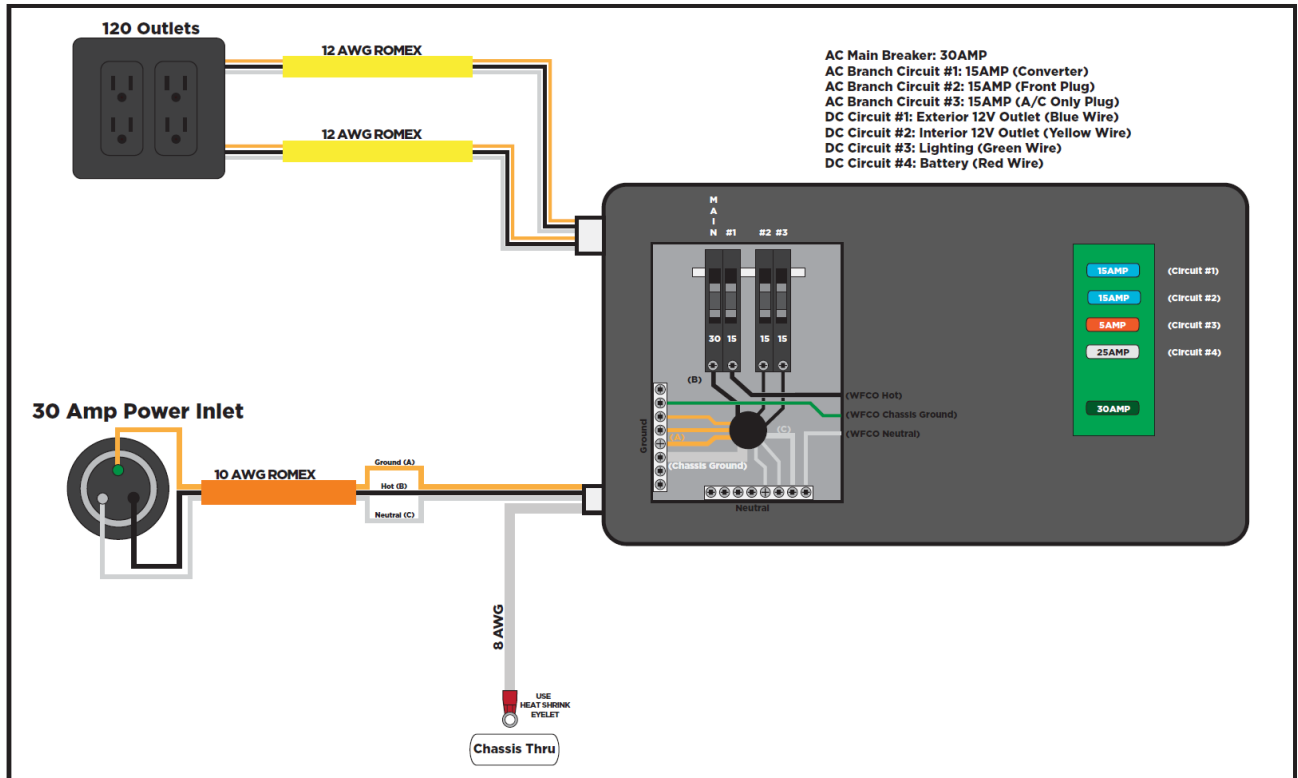 120 Outlets
12 AWG ROMEX
12 AWG ROMEX
AC Main Breaker: 30AMP
AC Branch Circuit #1: 15AMP (Converter)
AC Branch Circuit #2: 15AMP (Front Plug)
AC Branch Circuit #3: 15AMP (A/C Only Plug)
DC Circuit #1: Exterior 12V Outlet (Blue Wire)
DC Circuit #2: Interior 12V Outlet (Yellow Wire)
DC Circuit #3: Lighting (Green Wire)
DC Circuit #4: Battery (Red Wire)
MAIN #1 #2 #3
30 15 15 15
(B)
(WFCO Hot)
(WFCO Chassis Ground)
(WFCO Neutral)
(A)
(C)
Ground
(Chassis Ground)
Neutral
15AMP (Circuit #1)
15AMP (Circuit #2)
5AMP (Circuit #3)
25AMP (Circuit #4)
30AMP
30 Amp Power Inlet
10 AWG ROMEX
Ground (A)
Hot (B)
Neutral (C)
8 AWG
USE
HEAT SHRINK
EYELET
Chassis Thru